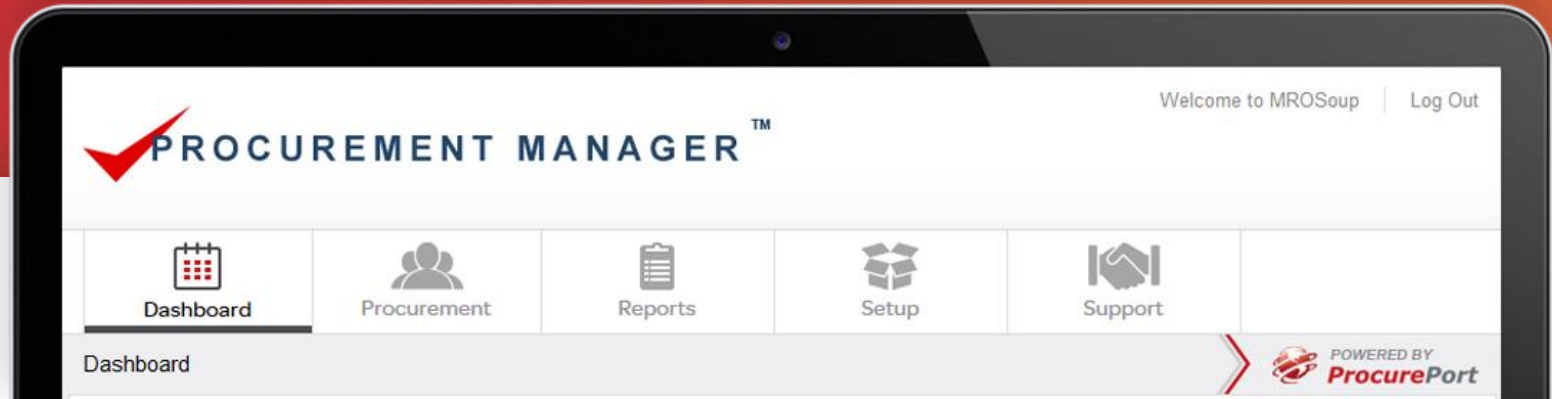 Welcome to MROSoup Log Out
PROCUREMENT MANAGER™
Dashboard Procurement Reports Setup Support
Dashboard
POWERED BY
ProcurePort